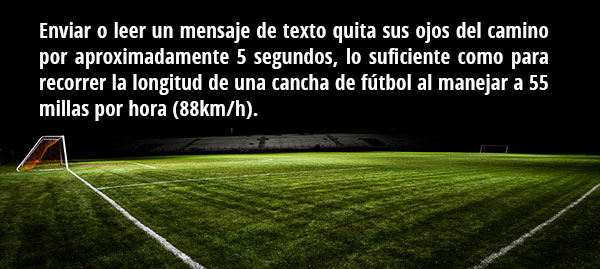 Enviar o leer un mensaje de texto quita sus ojos del camino
por aproximadamente 5 segundos, lo suficiente como para
recorrer la longitud de una cancha de fútbol al manejar a 55
millas por hora (88km/h).